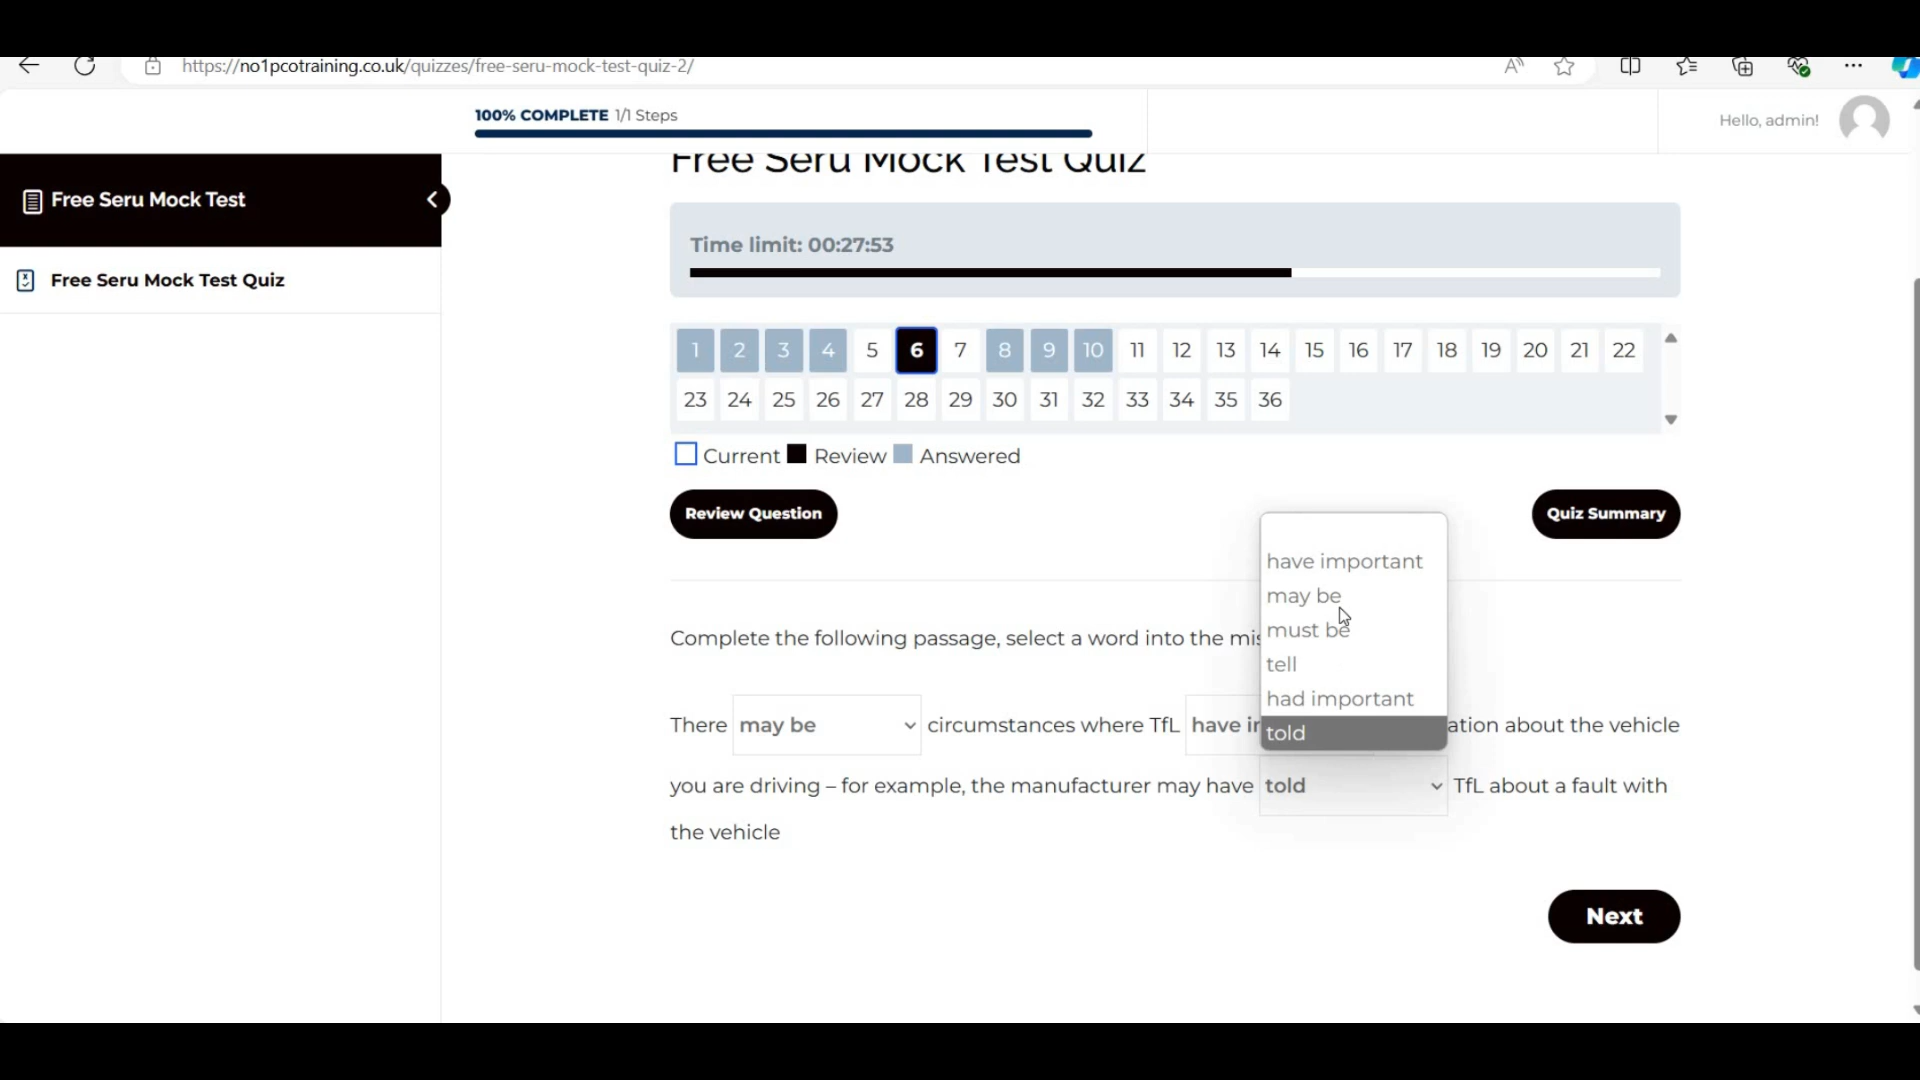 https://no1pcotraining.co.uk/quizzes/free-seru-mock-test-quiz-2/
100% COMPLETE 1/1 Steps
Hello, admin!
Free Seru Mock Test
Free Seru Mock Test Quiz
Free Seru Mock Test Quiz
Time limit: 00:27:53
1 2 3 4 5 6 7 8 9 10 11 12 13 14 15 16 17 18 19 20 21 22
23 24 25 26 27 28 29 30 31 32 33 34 35 36
Current Review Answered
Review Question
Quiz Summary
have important
may be
must be
tell
had important
told
Complete the following passage, select a word into the mis
There may be circumstances where TfL have i ation about the vehicle
you are driving – for example, the manufacturer may have told TfL about a fault with
the vehicle
Next